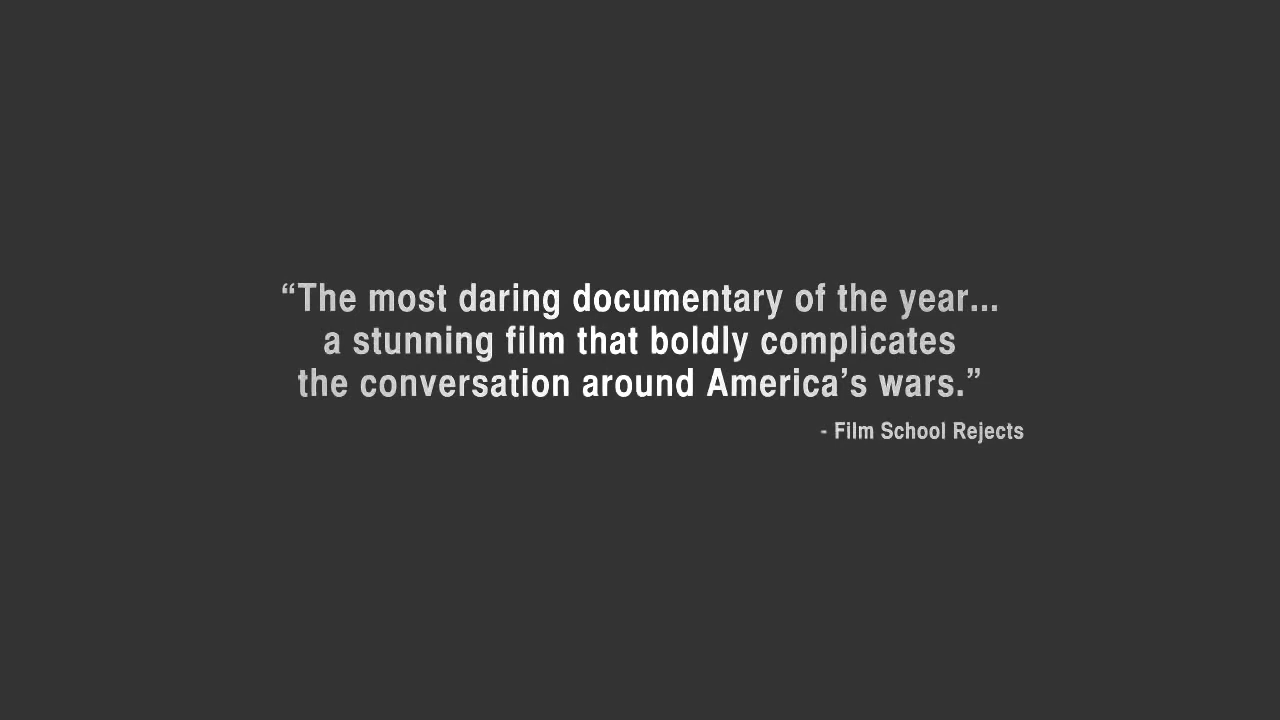 “The most daring documentary of the year...
a stunning film that boldly complicates
the conversation around America’s wars.”
- Film School Rejects